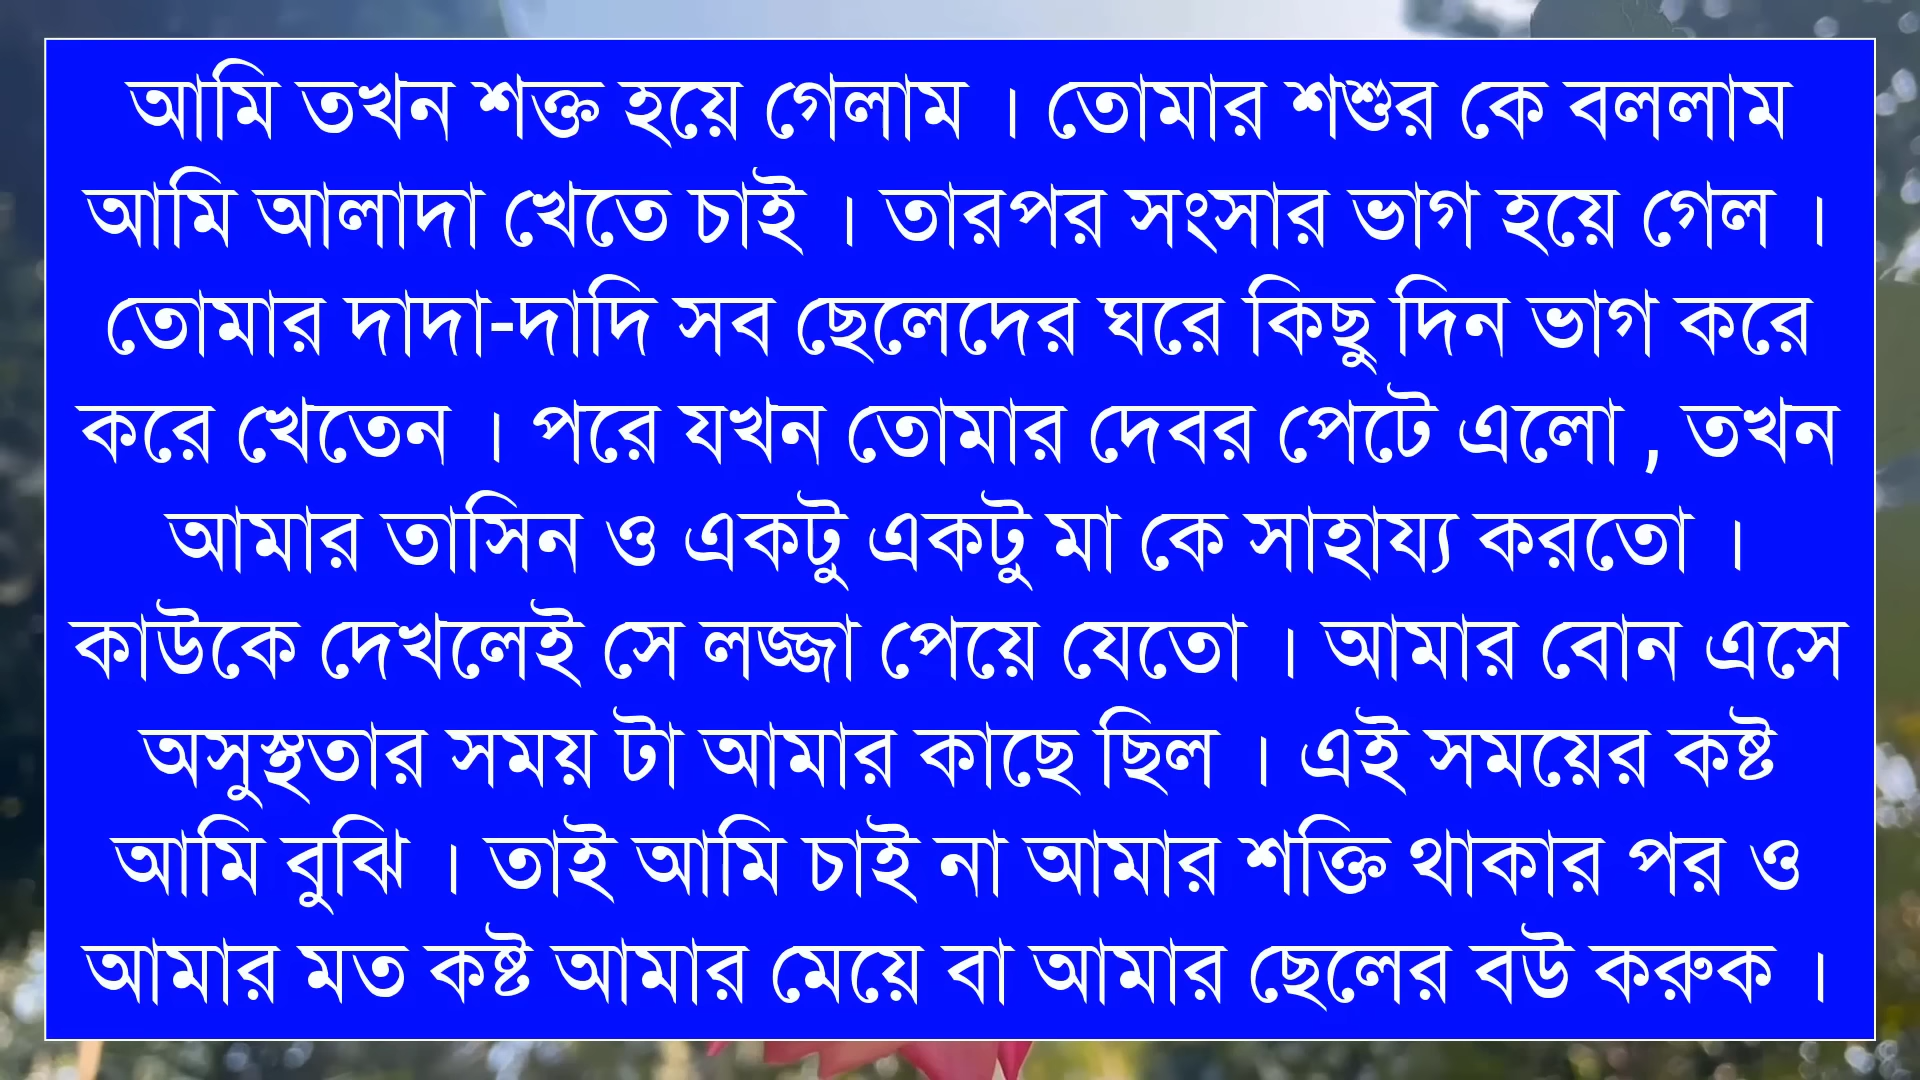 আমি তখন শক্ত হয়ে গেলাম । তোমার শশুর কে বললাম
আমি আলাদা খেতে চাই । তারপর সংসার ভাগ হয়ে গেল ।
তোমার দাদা-দাদি সব ছেলেদের ঘরে কিছু দিন ভাগ করে
করে খেতেন । পরে যখন তোমার দেবর পেটে এলো , তখন
আমার তাসিন ও একটু একটু মা কে সাহায্য করতো ।
কাউকে দেখলেই সে লজ্জা পেয়ে যেতো । আমার বোন এসে
অসুস্থতার সময় টা আমার কাছে ছিল । এই সময়ের কষ্ট
আমি বুঝি । তাই আমি চাই না আমার শক্তি থাকার পর ও
আমার মত কষ্ট আমার মেয়ে বা আমার ছেলের বউ করুক ।